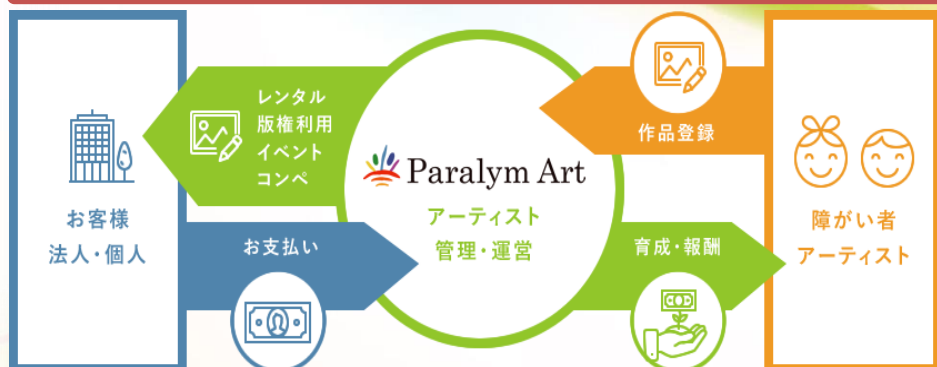 お客様
法人・個人
レンタル
版権利用
イベント
コンペ
お支払い
Paralym Art
アーティスト
管理・運営
作品登録
育成・報酬
障がい者
アーティスト